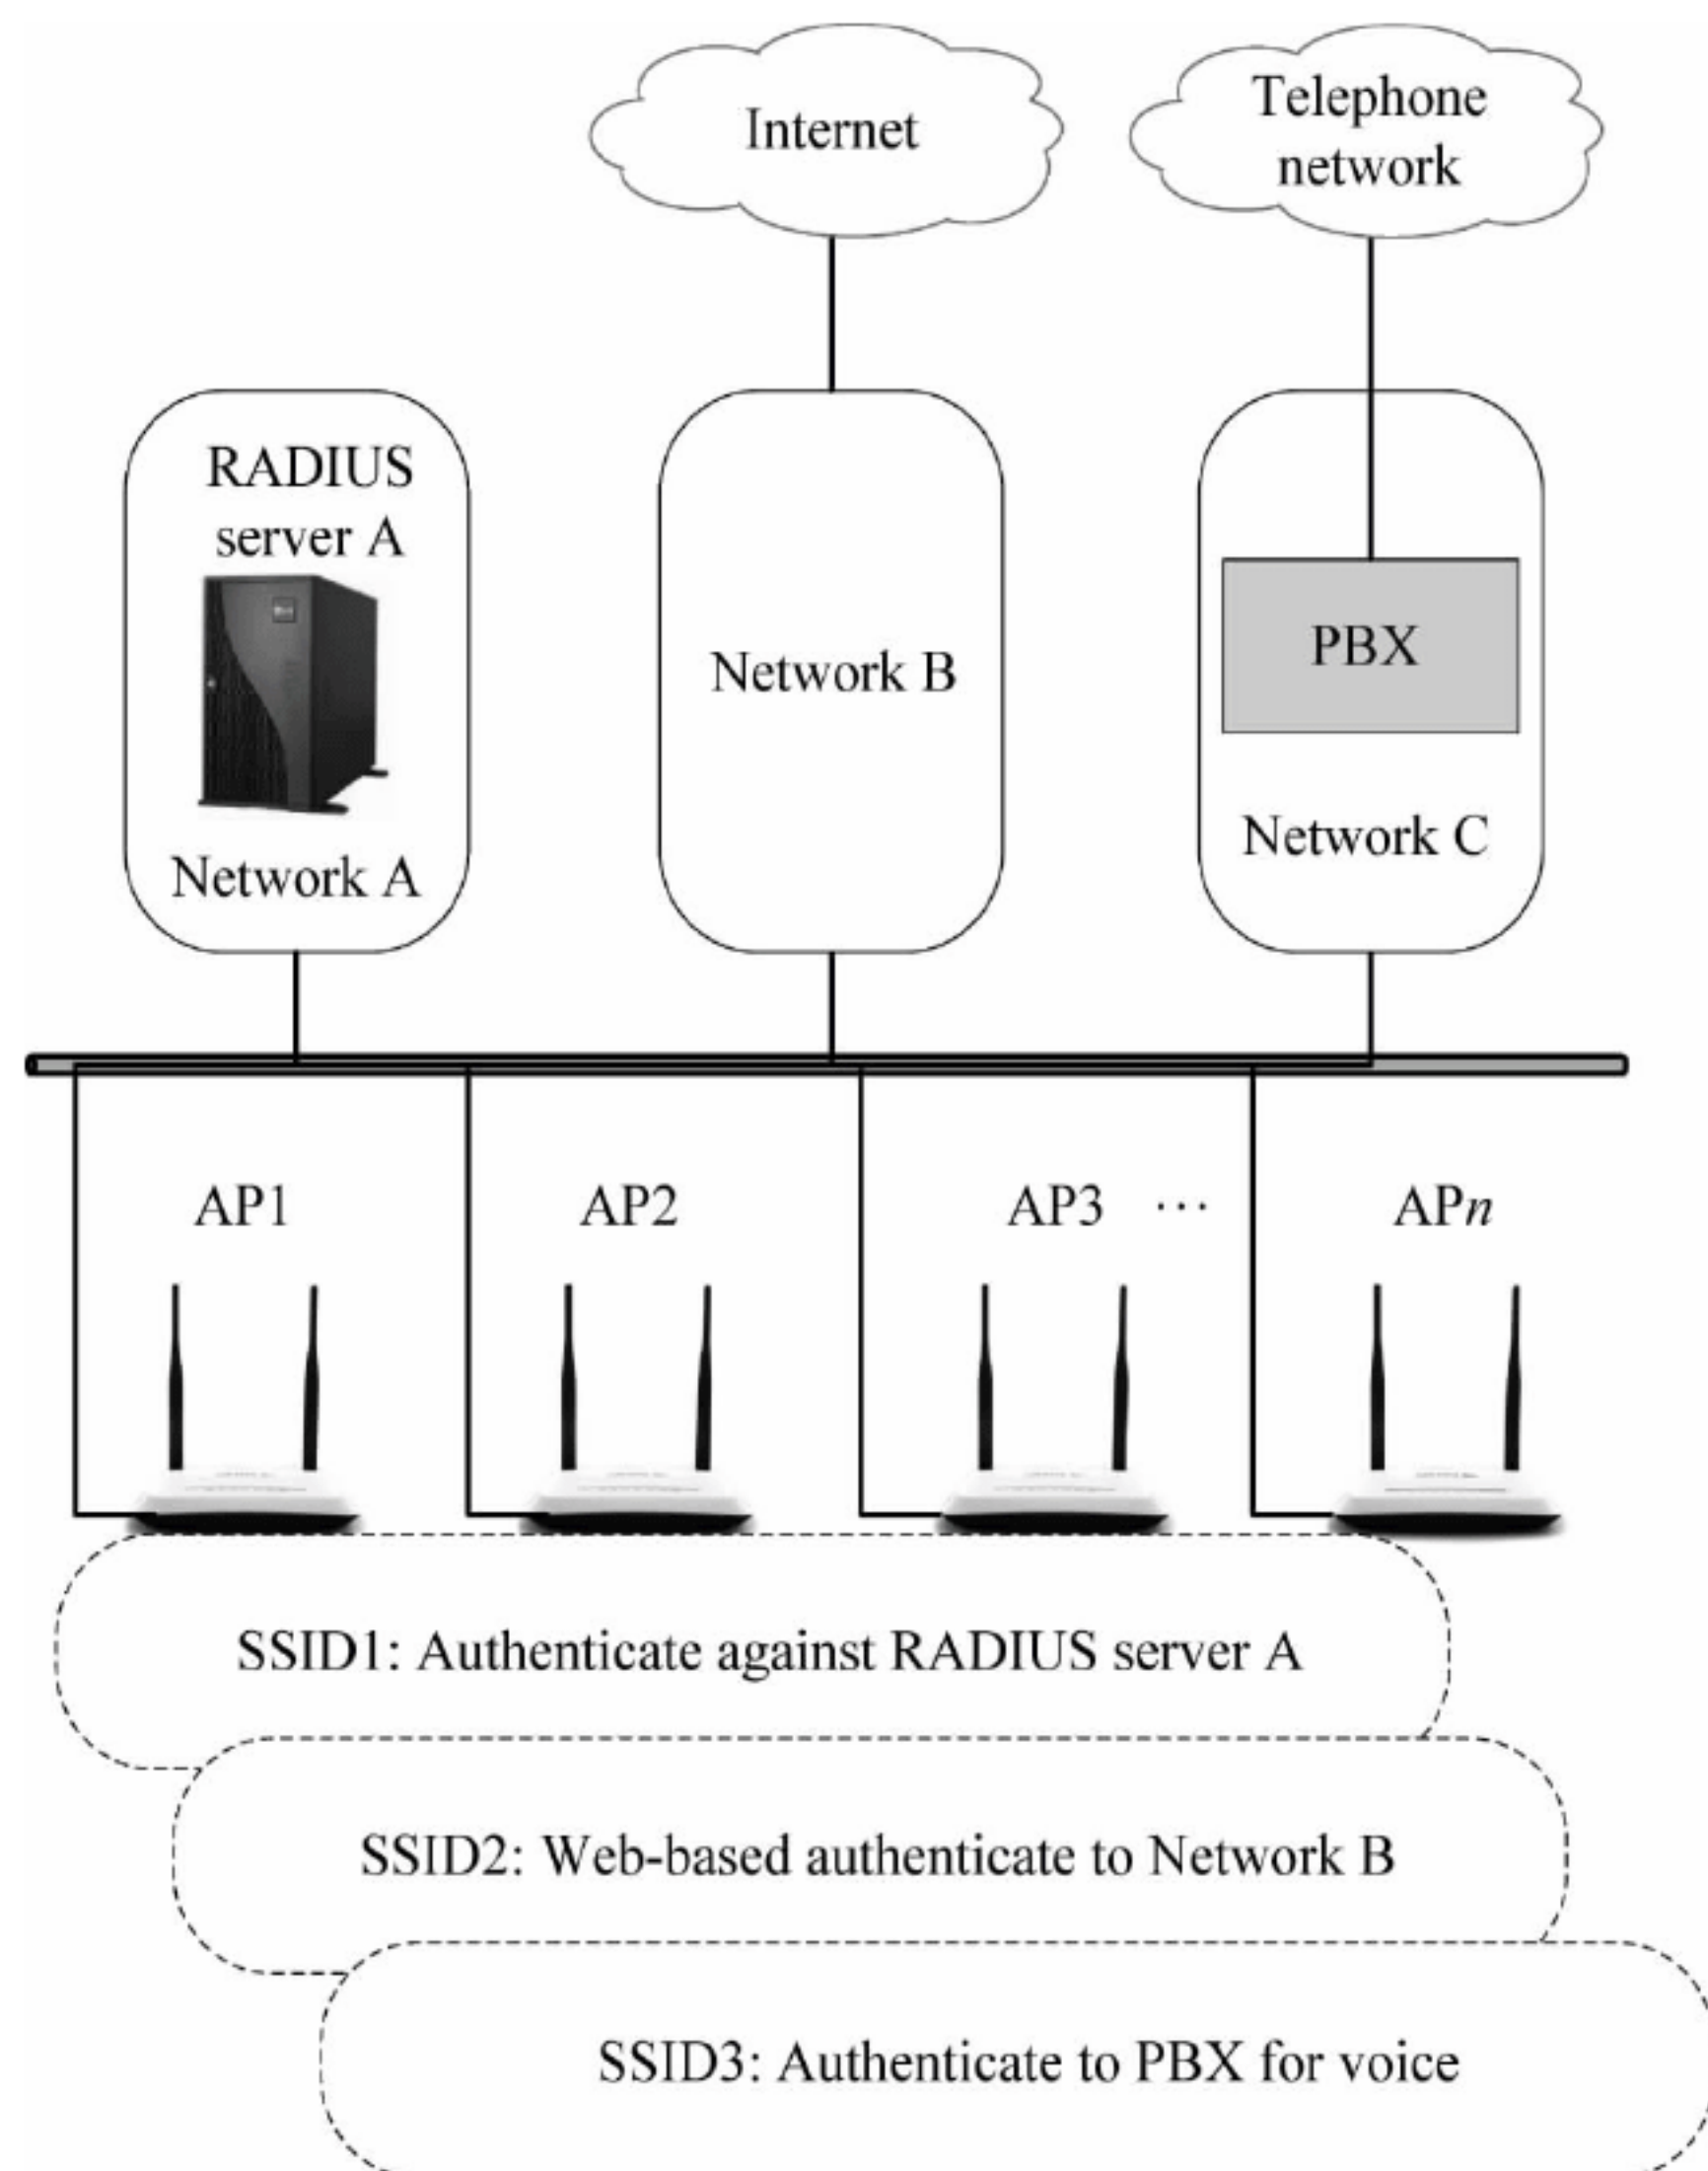 Internet
Telephone
network
RADIUS
server A
Network A
Network B
PBX
Network C
AP1
AP2
AP3 ···
APn
SSID1: Authenticate against RADIUS server A
SSID2: Web-based authenticate to Network B
SSID3: Authenticate to PBX for voice